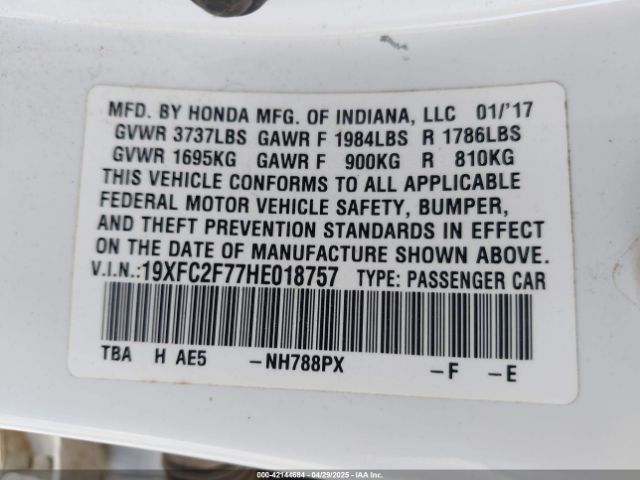 MFD. BY HONDA MFG. OF INDIANA, LLC 01/'17
GVWR 3737LBS GAWR F 1984LBS R 1786LBS
GVWR 1695KG GAWR F 900KG R 810KG
THIS VEHICLE CONFORMS TO ALL APPLICABLE
FEDERAL MOTOR VEHICLE SAFETY, BUMPER,
AND THEFT PREVENTION STANDARDS IN EFFECT
ON THE DATE OF MANUFACTURE SHOWN ABOVE.
V.I.N.:19XFC2F77HE018757 TYPE: PASSENGER CAR
TBA H AE5 -NH788PX -F -E
000-42144684 - 04/29/2025 - IAAI.COM